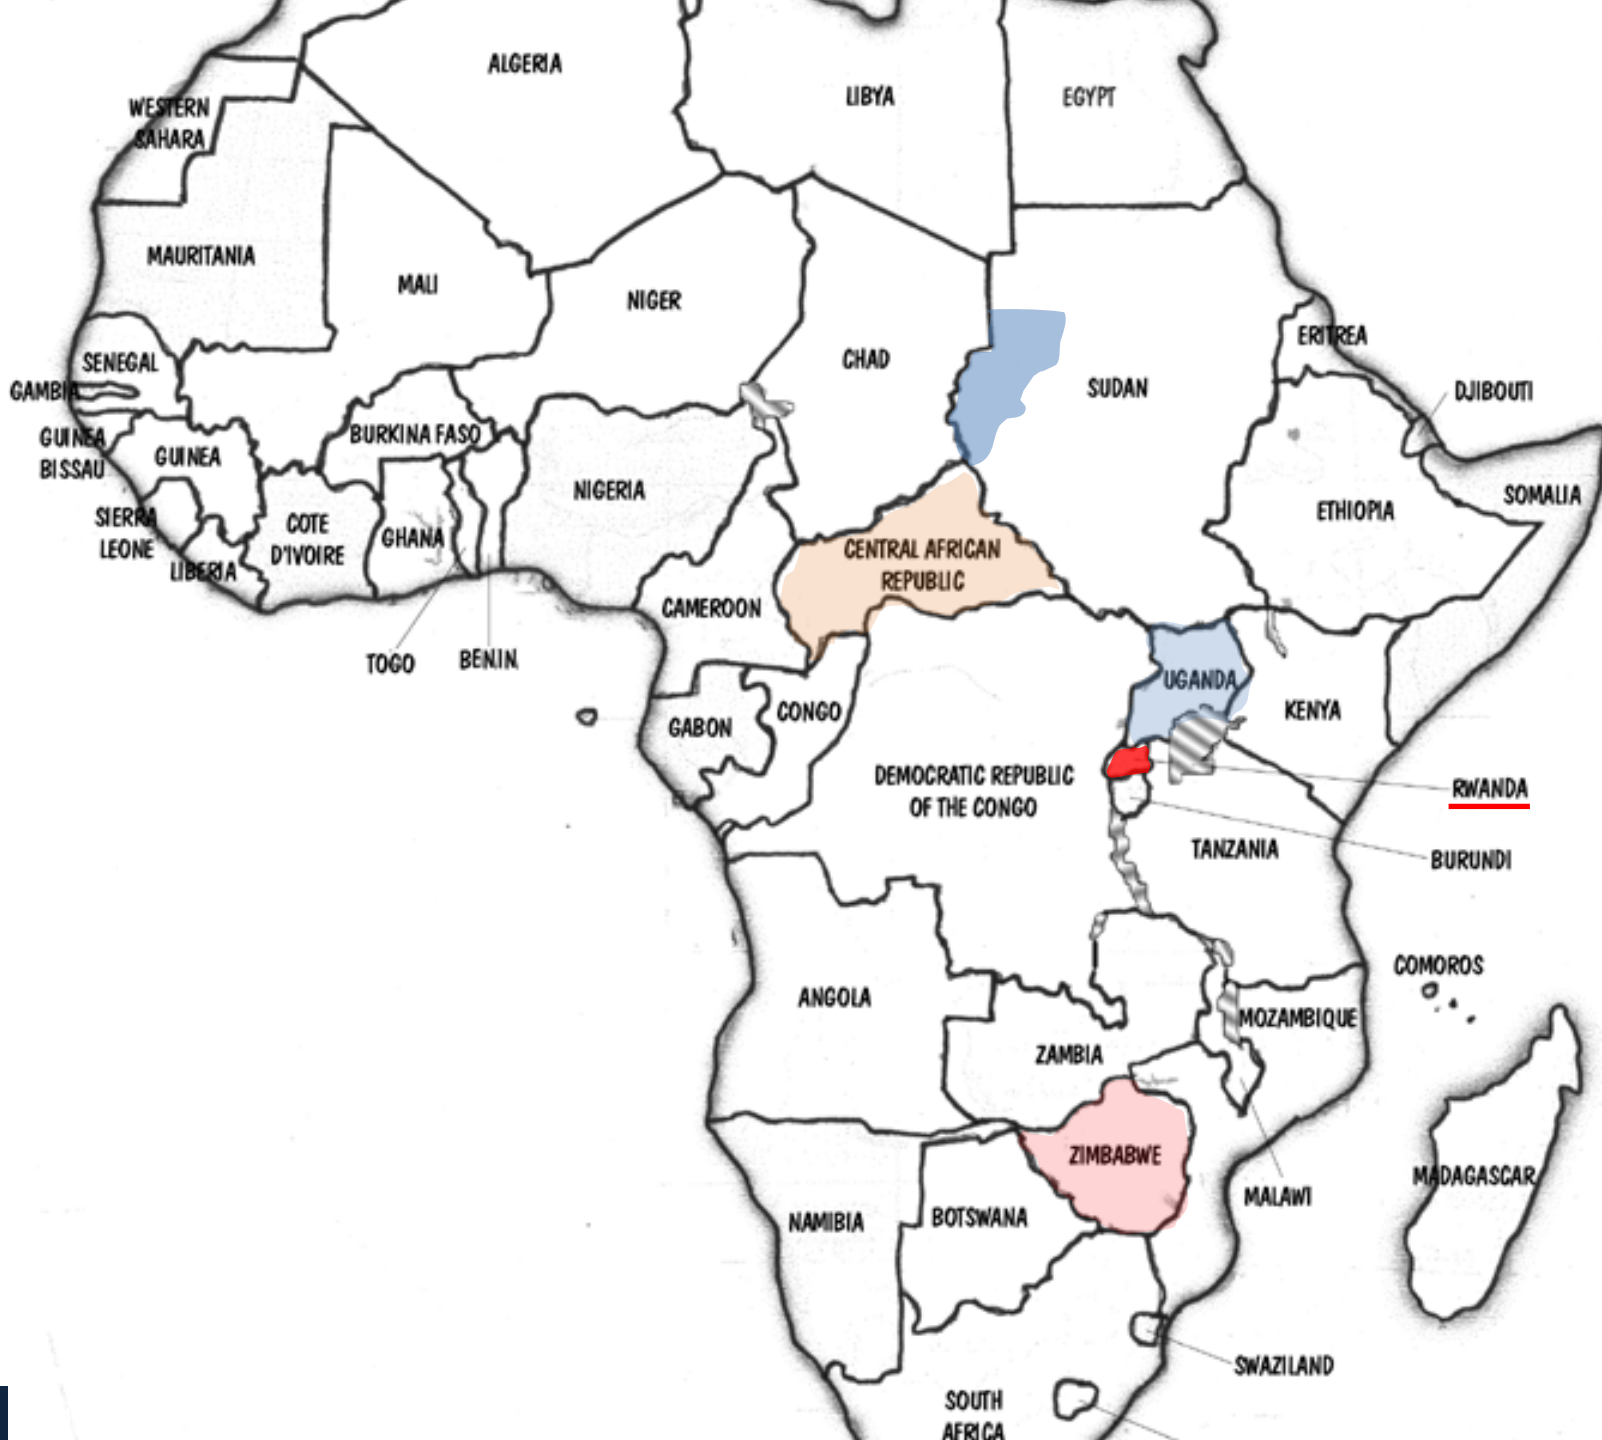 ALGERIA
LIBYA
EGYPT
WESTERN
SAHARA
MAURITANIA
MALI
NIGER
CHAD
SUDAN
ERITREA
DJIBOUTI
SENEGAL
GAMBIA
GUINEA
BISSAU
GUINEA
BURKINA FASO
NIGERIA
ETHIOPIA
SOMALIA
SIERRA
LEONE
LIBERIA
COTE
D'IVOIRE
GHANA
TOGO
BENIN
CENTRAL AFRICAN
REPUBLIC
CAMEROON
UGANDA
KENYA
GABON
CONGO
DEMOCRATIC REPUBLIC
OF THE CONGO
RWANDA
BURUNDI
TANZANIA
COMOROS
ANGOLA
ZAMBIA
MOZAMBIQUE
ZIMBABWE
MALAWI
MADAGASCAR
NAMIBIA
BOTSWANA
SWAZILAND
SOUTH
AFRICA